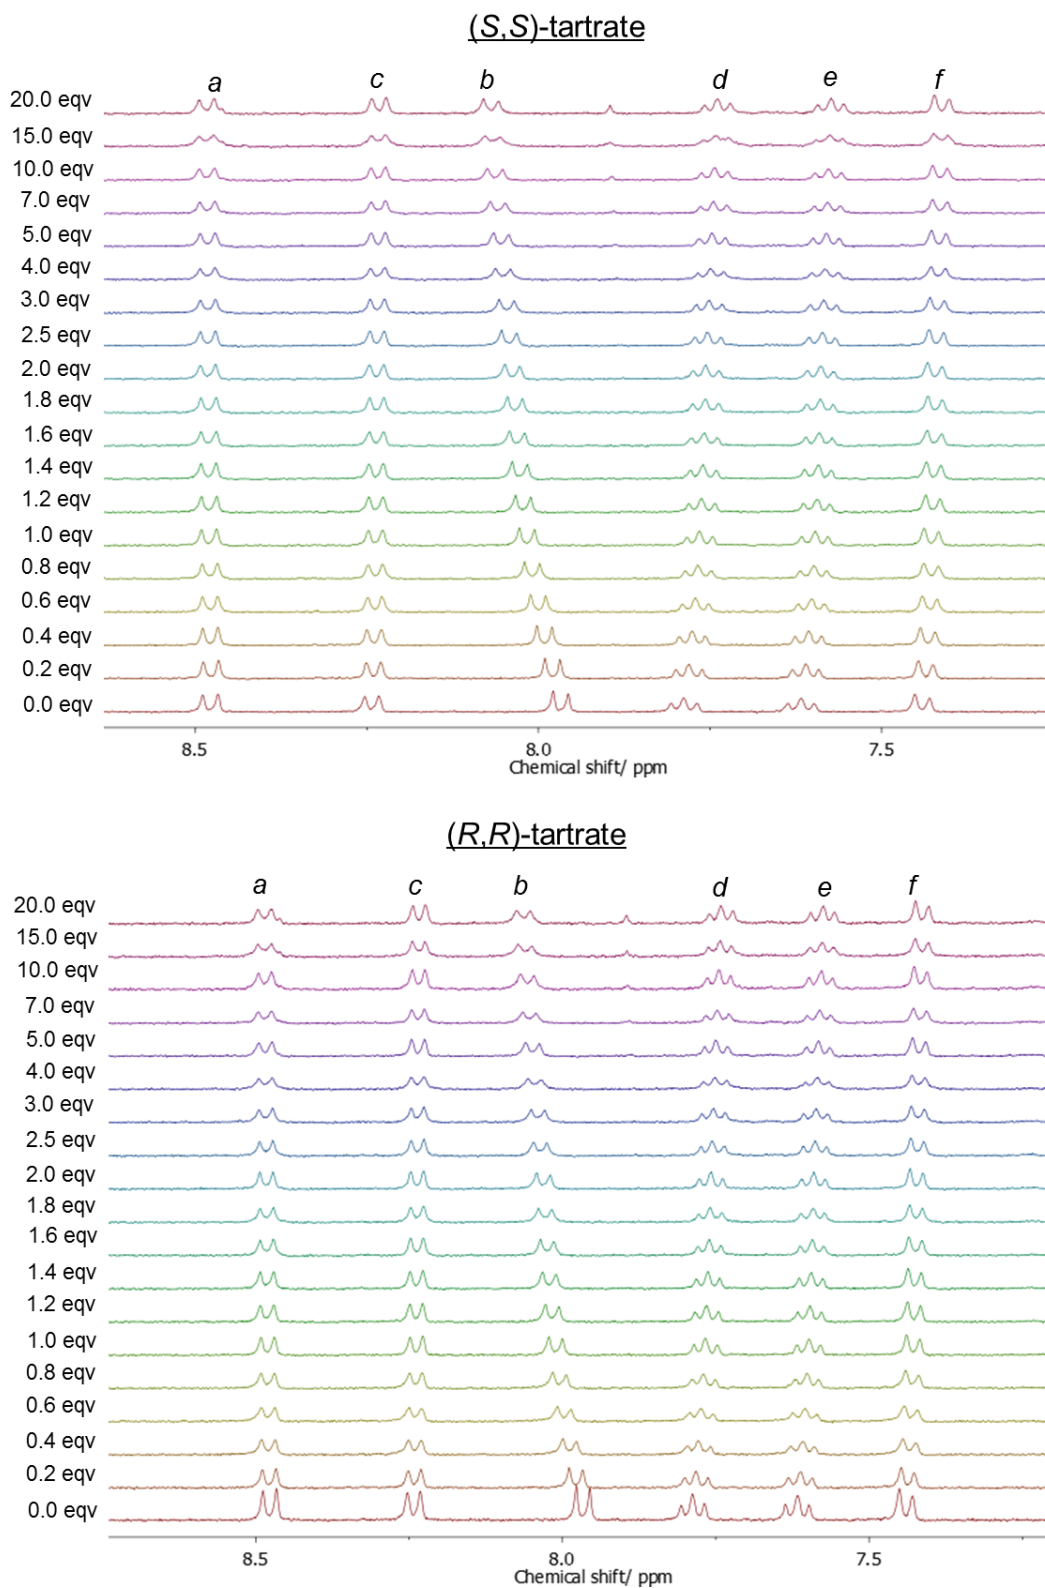 (S,S)-tartrate
a c b d e f
20.0 eqv
15.0 eqv
10.0 eqv
7.0 eqv
5.0 eqv
4.0 eqv
3.0 eqv
2.5 eqv
2.0 eqv
1.8 eqv
1.6 eqv
1.4 eqv
1.2 eqv
1.0 eqv
0.8 eqv
0.6 eqv
0.4 eqv
0.2 eqv
0.0 eqv
8.5 8.0 7.5
Chemical shift/ ppm
(R,R)-tartrate
a c b d e f
20.0 eqv
15.0 eqv
10.0 eqv
7.0 eqv
5.0 eqv
4.0 eqv
3.0 eqv
2.5 eqv
2.0 eqv
1.8 eqv
1.6 eqv
1.4 eqv
1.2 eqv
1.0 eqv
0.8 eqv
0.6 eqv
0.4 eqv
0.2 eqv
0.0 eqv
8.5 8.0 7.5
Chemical shift/ ppm